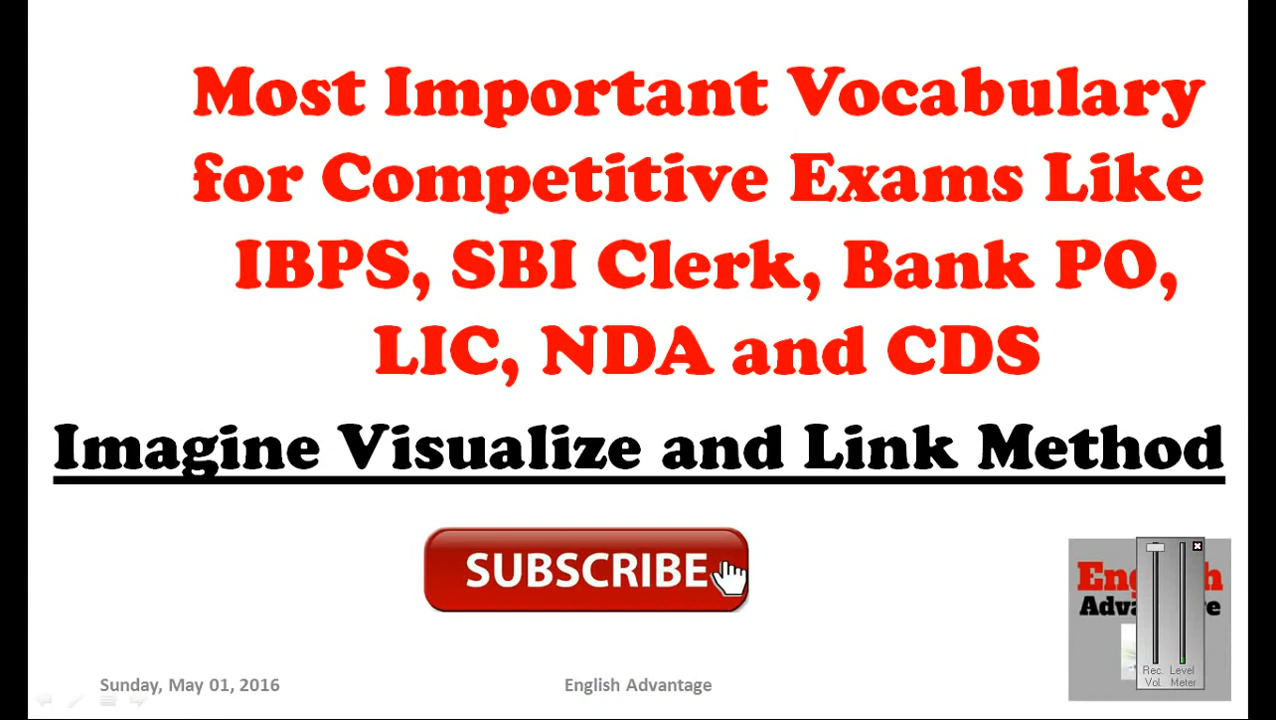 Most Important Vocabulary
for Competitive Exams Like
IBPS, SBI Clerk, Bank PO,
LIC, NDA and CDS
Imagine Visualize and Link Method
SUBSCRIBE
Rec. Level
Vol. Meter
Sunday, May 01, 2016
English Advantage